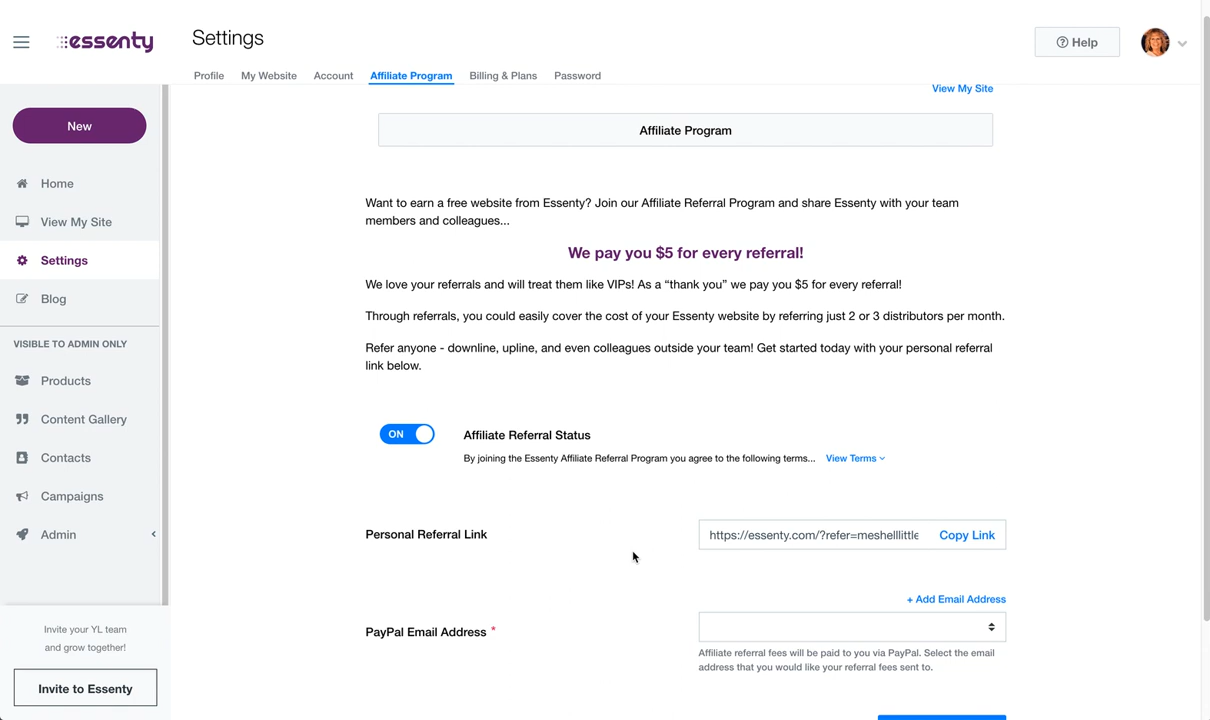 essenty
Settings
Help
Profile
My Website
Account
Affiliate Program
Billing & Plans
Password
New
Home
View My Site
Settings
Blog
VISIBLE TO ADMIN ONLY
Products
Content Gallery
Contacts
Campaigns
Admin
Invite your YL team
and grow together!
Invite to Essenty
View My Site
Affiliate Program
Want to earn a free website from Essenty? Join our Affiliate Referral Program and share Essenty with your team
members and colleagues...
We pay you $5 for every referral!
We love your referrals and will treat them like VIPs! As a “thank you” we pay you $5 for every referral!
Through referrals, you could easily cover the cost of your Essenty website by referring just 2 or 3 distributors per month.
Refer anyone - downline, upline, and even colleagues outside your team! Get started today with your personal referral
link below.
ON
Affiliate Referral Status
By joining the Essenty Affiliate Referral Program you agree to the following terms... View Terms
Personal Referral Link
https://essenty.com/?refer=meshelllittle
Copy Link
+ Add Email Address
PayPal Email Address *
Affiliate referral fees will be paid to you via PayPal. Select the email
address that you would like your referral fees sent to.